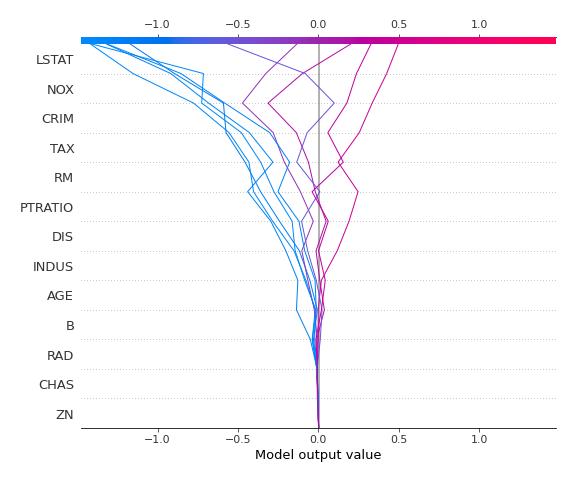 −1.0 −0.5 0.0 0.5 1.0
LSTAT
NOX
CRIM
TAX
RM
PTRATIO
DIS
INDUS
AGE
B
RAD
CHAS
ZN
−1.0 −0.5 0.0 0.5 1.0
Model output value